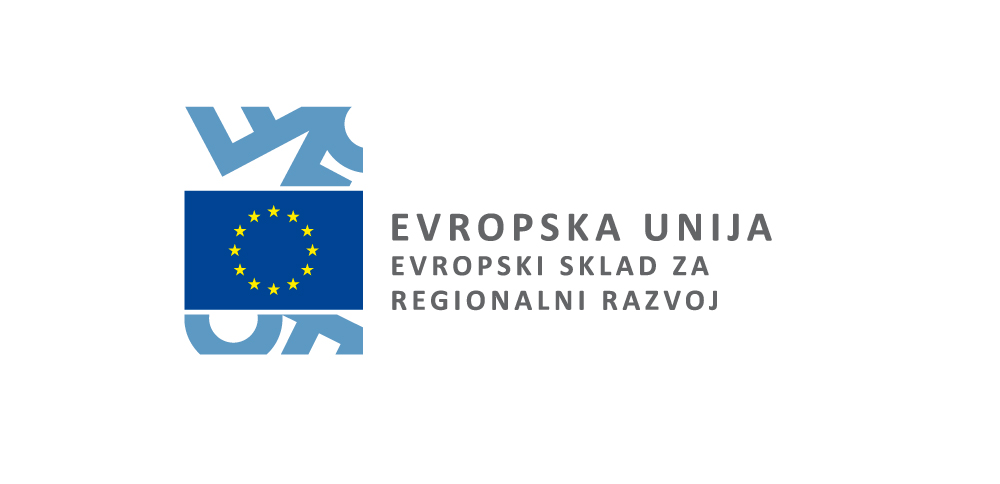 EVROPSKA UNIJA
EVROPSKI SKLAD ZA
REGIONALNI RAZVOJ